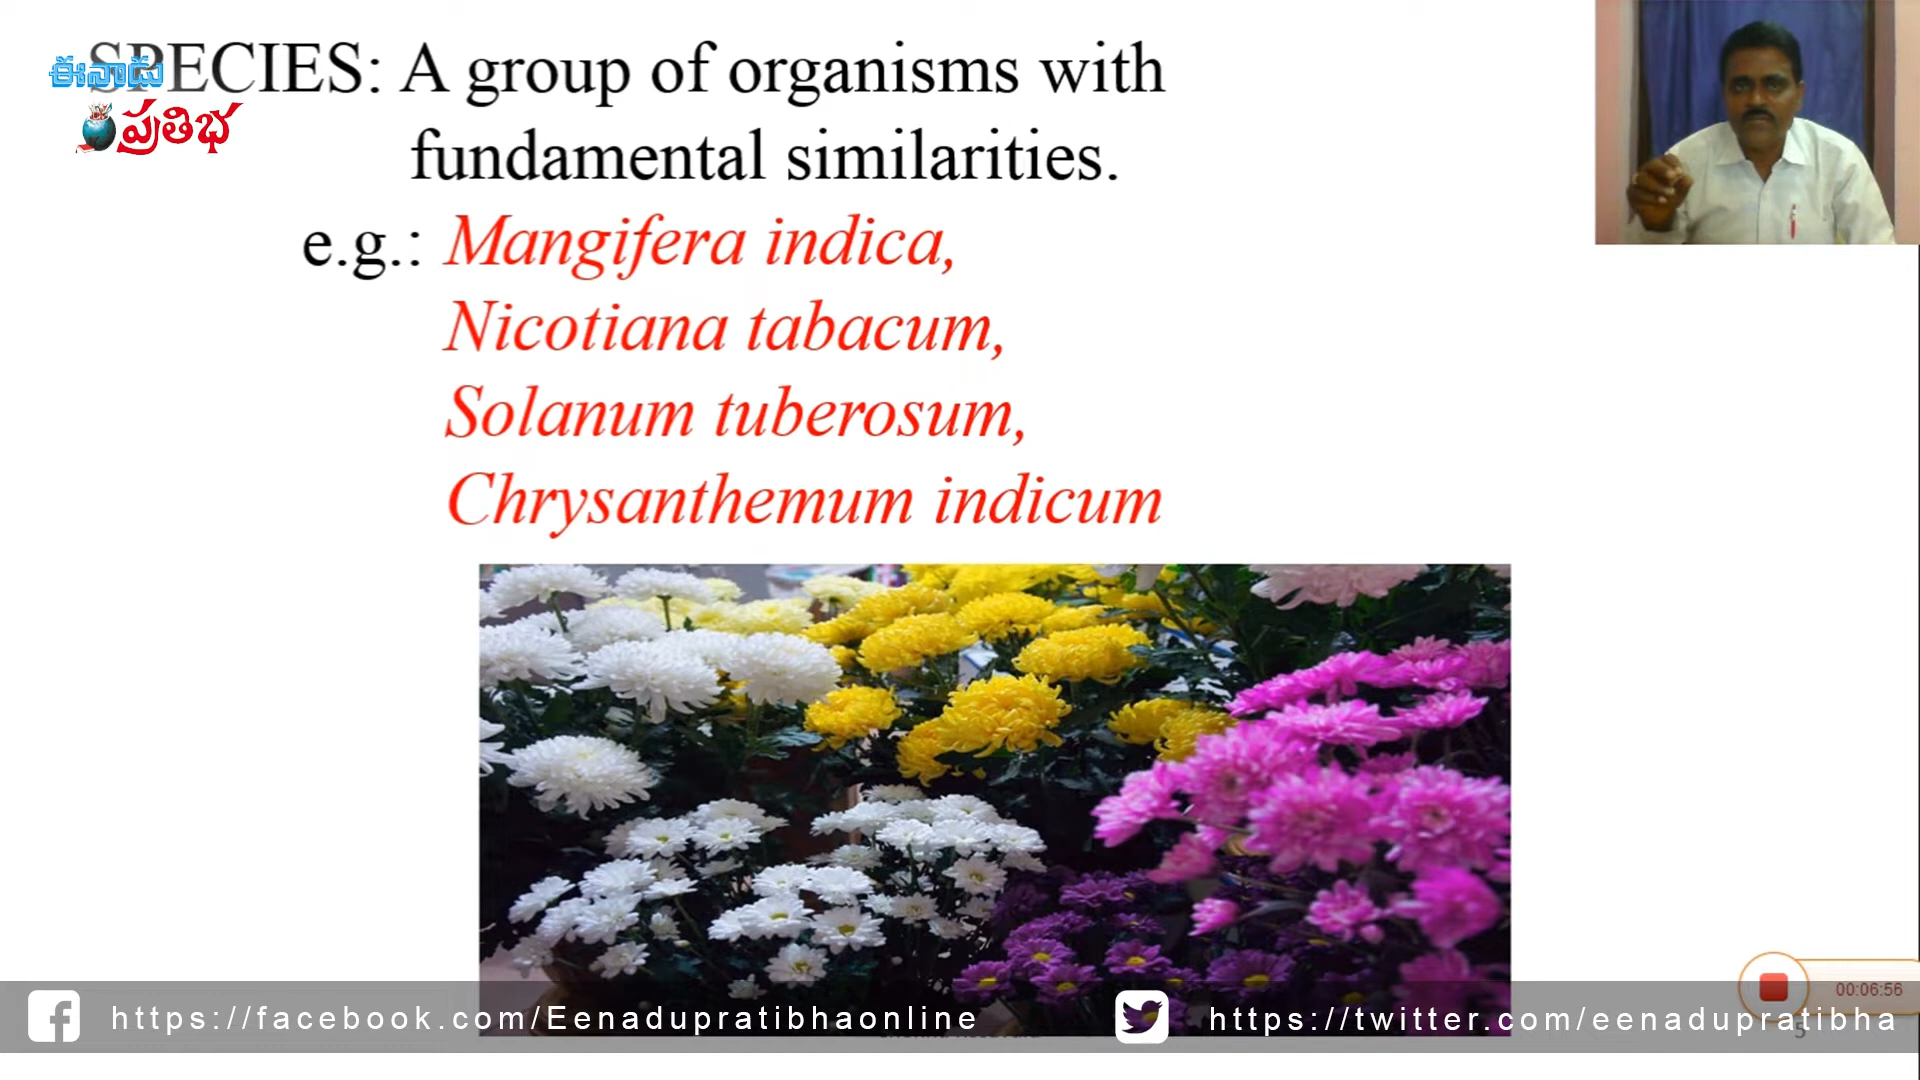 SPECIES: A group of organisms with
fundamental similarities.
ఈనాడు
ప్రతిభ
e.g.: Mangifera indica,
Nicotiana tabacum,
Solanum tuberosum,
Chrysanthemum indicum
00:06:56
https://facebook.com/Eenadupratibhaonline
https://twitter.com/eenadupratibha
5